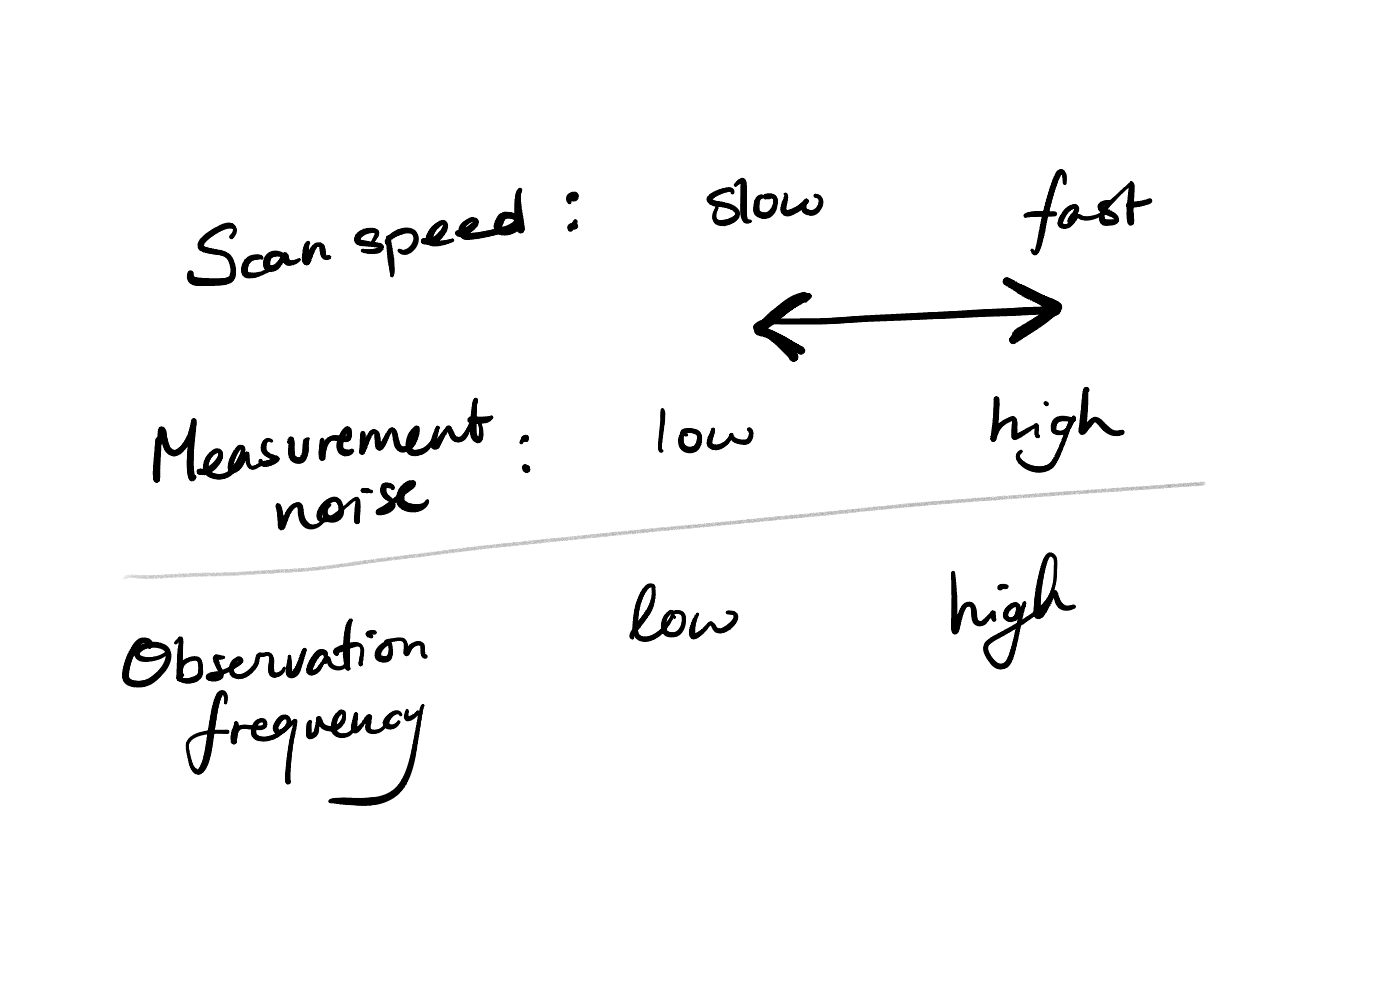 Scan speed : slow fast
Measurement : low high
noise
Observation low high
frequency